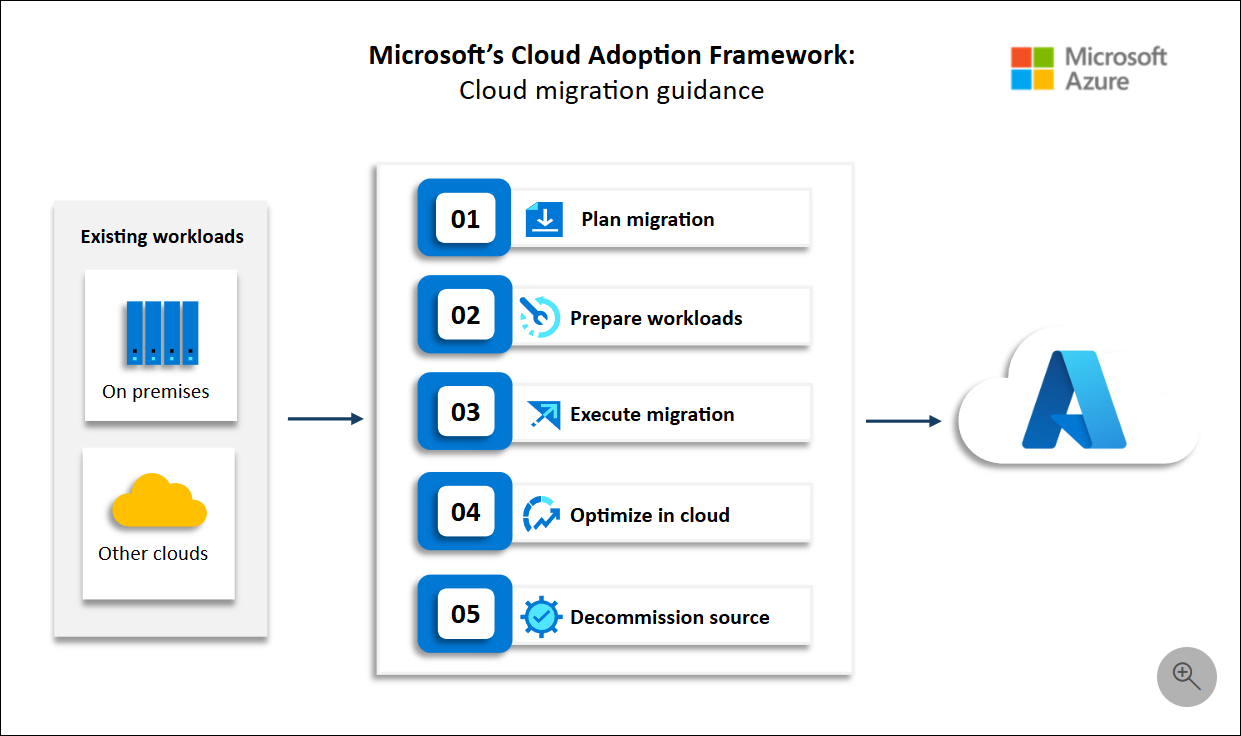 Microsoft’s Cloud Adoption Framework:
Cloud migration guidance
Microsoft
Azure
Existing workloads
On premises
Other clouds
01 Plan migration
02 Prepare workloads
03 Execute migration
04 Optimize in cloud
05 Decommission source